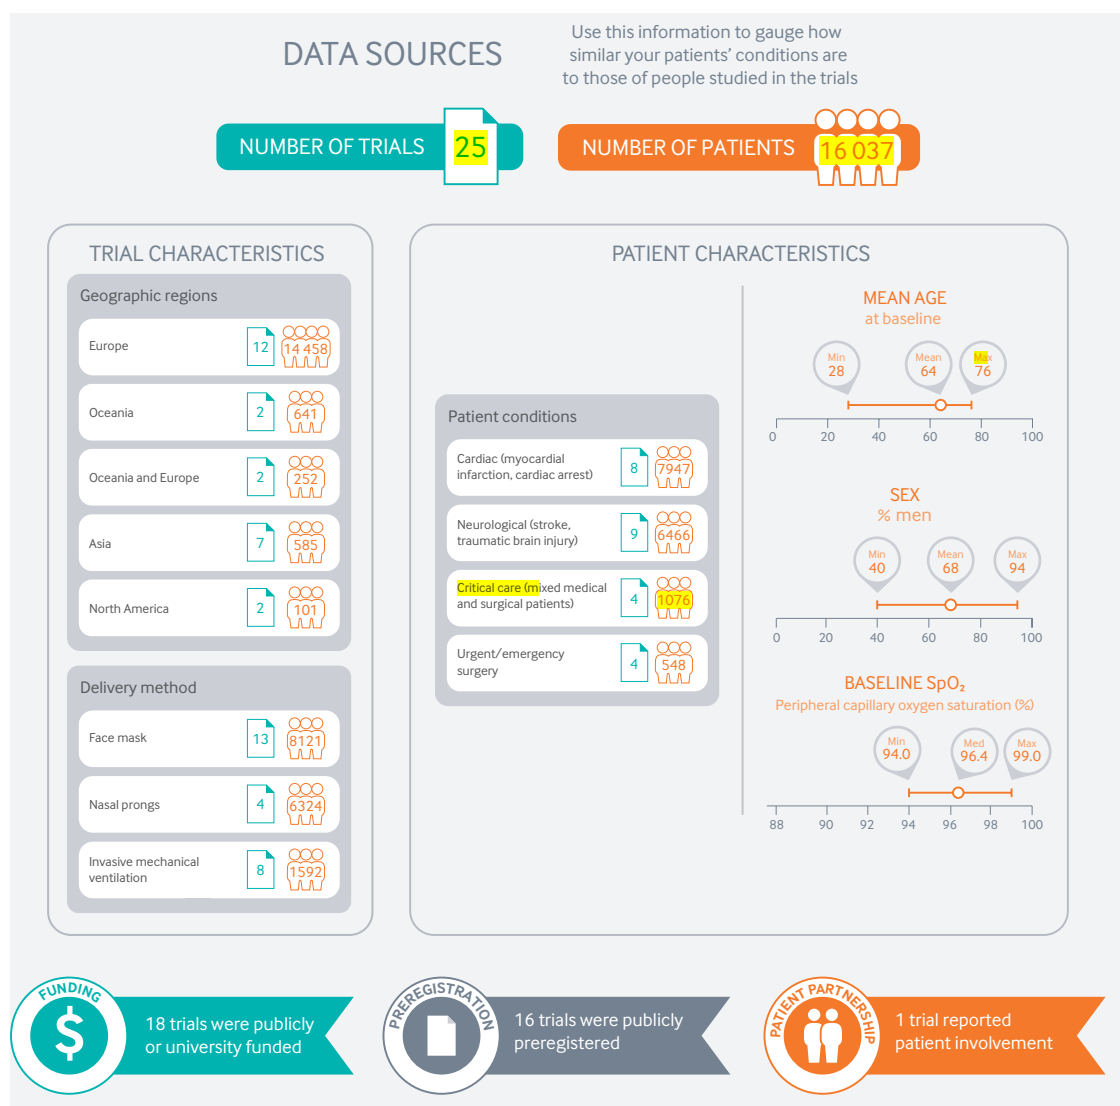 DATA SOURCES
Use this information to gauge how
similar your patients’ conditions are
to those of people studied in the trials
NUMBER OF TRIALS 25
NUMBER OF PATIENTS 16 037
TRIAL CHARACTERISTICS
Geographic regions
Europe 12 14 458
Oceania 2 641
Oceania and Europe 2 252
Asia 7 585
North America 2 101
Delivery method
Face mask 13 8121
Nasal prongs 4 6324
Invasive mechanical
ventilation 8 1592
PATIENT CHARACTERISTICS
Patient conditions
Cardiac (myocardial
infarction, cardiac arrest) 8 7947
Neurological (stroke,
traumatic brain injury) 9 6466
Critical care (mixed medical
and surgical patients) 4 1076
Urgent/emergency
surgery 4 548
MEAN AGE
at baseline
Min Mean Max
28 64 76
0 20 40 60 80 100
SEX
% men
Min Mean Max
40 68 94
0 20 40 60 80 100
BASELINE SpO₂
Peripheral capillary oxygen saturation (%)
Min Med Max
94.0 96.4 99.0
88 90 92 94 96 98 100
FUNDING
$
18 trials were publicly
or university funded
PREREGISTRATION
16 trials were publicly
preregistered
PATIENT PARTNERSHIP
1 trial reported
patient involvement